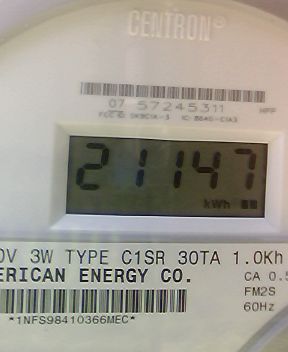 CENTRON®
07 57245311
21147
kWh
0V 3W TYPE C1SR 30TA 1.0Kh
ERICAN ENERGY CO.
CA 0.5
FM2S
60Hz
*1NFS98410366MEC*